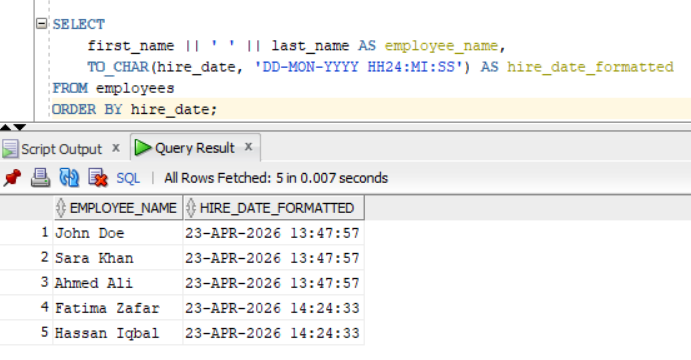 SELECT
first_name || ' ' || last_name AS employee_name,
TO_CHAR(hire_date, 'DD-MON-YYYY HH24:MI:SS') AS hire_date_formatted
FROM employees
ORDER BY hire_date;
Script Output x Query Result x
SQL | All Rows Fetched: 5 in 0.007 seconds
EMPLOYEE_NAME HIRE_DATE_FORMATTED
1 John Doe 23-APR-2026 13:47:57
2 Sara Khan 23-APR-2026 13:47:57
3 Ahmed Ali 23-APR-2026 13:47:57
4 Fatima Zafar 23-APR-2026 14:24:33
5 Hassan Iqbal 23-APR-2026 14:24:33